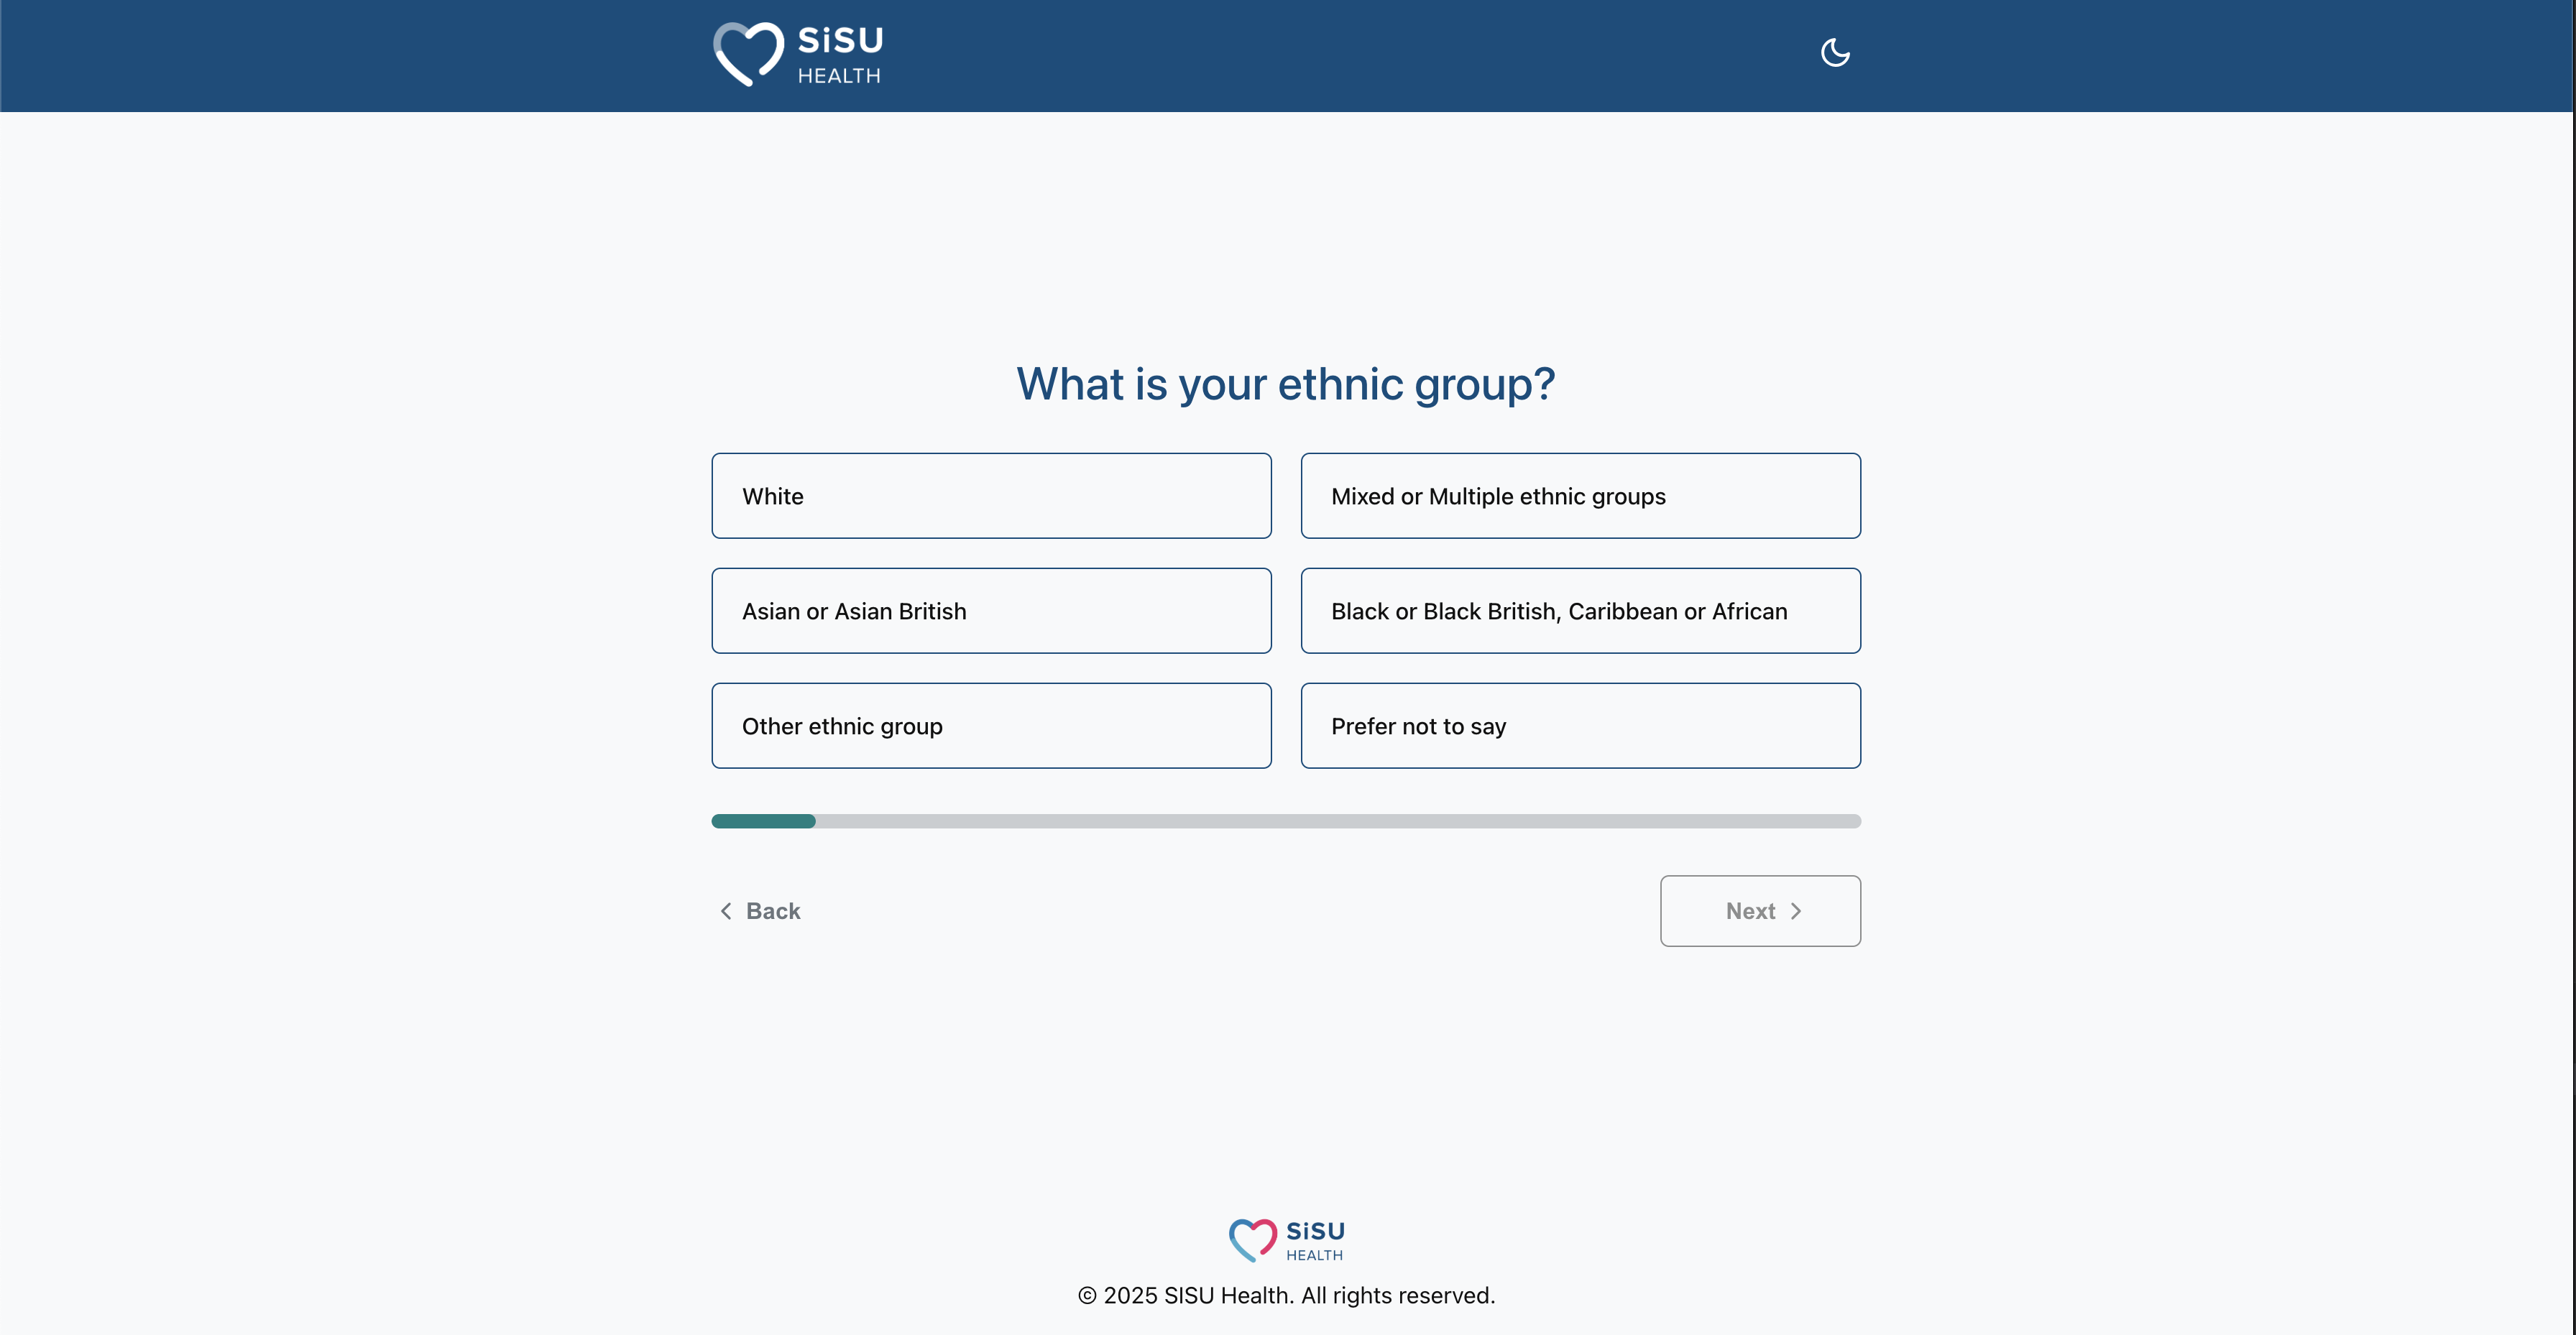 SiSU
HEALTH
What is your ethnic group?
White
Mixed or Multiple ethnic groups
Asian or Asian British
Black or Black British, Caribbean or African
Other ethnic group
Prefer not to say
Back
Next
SiSU
HEALTH
© 2025 SISU Health. All rights reserved.